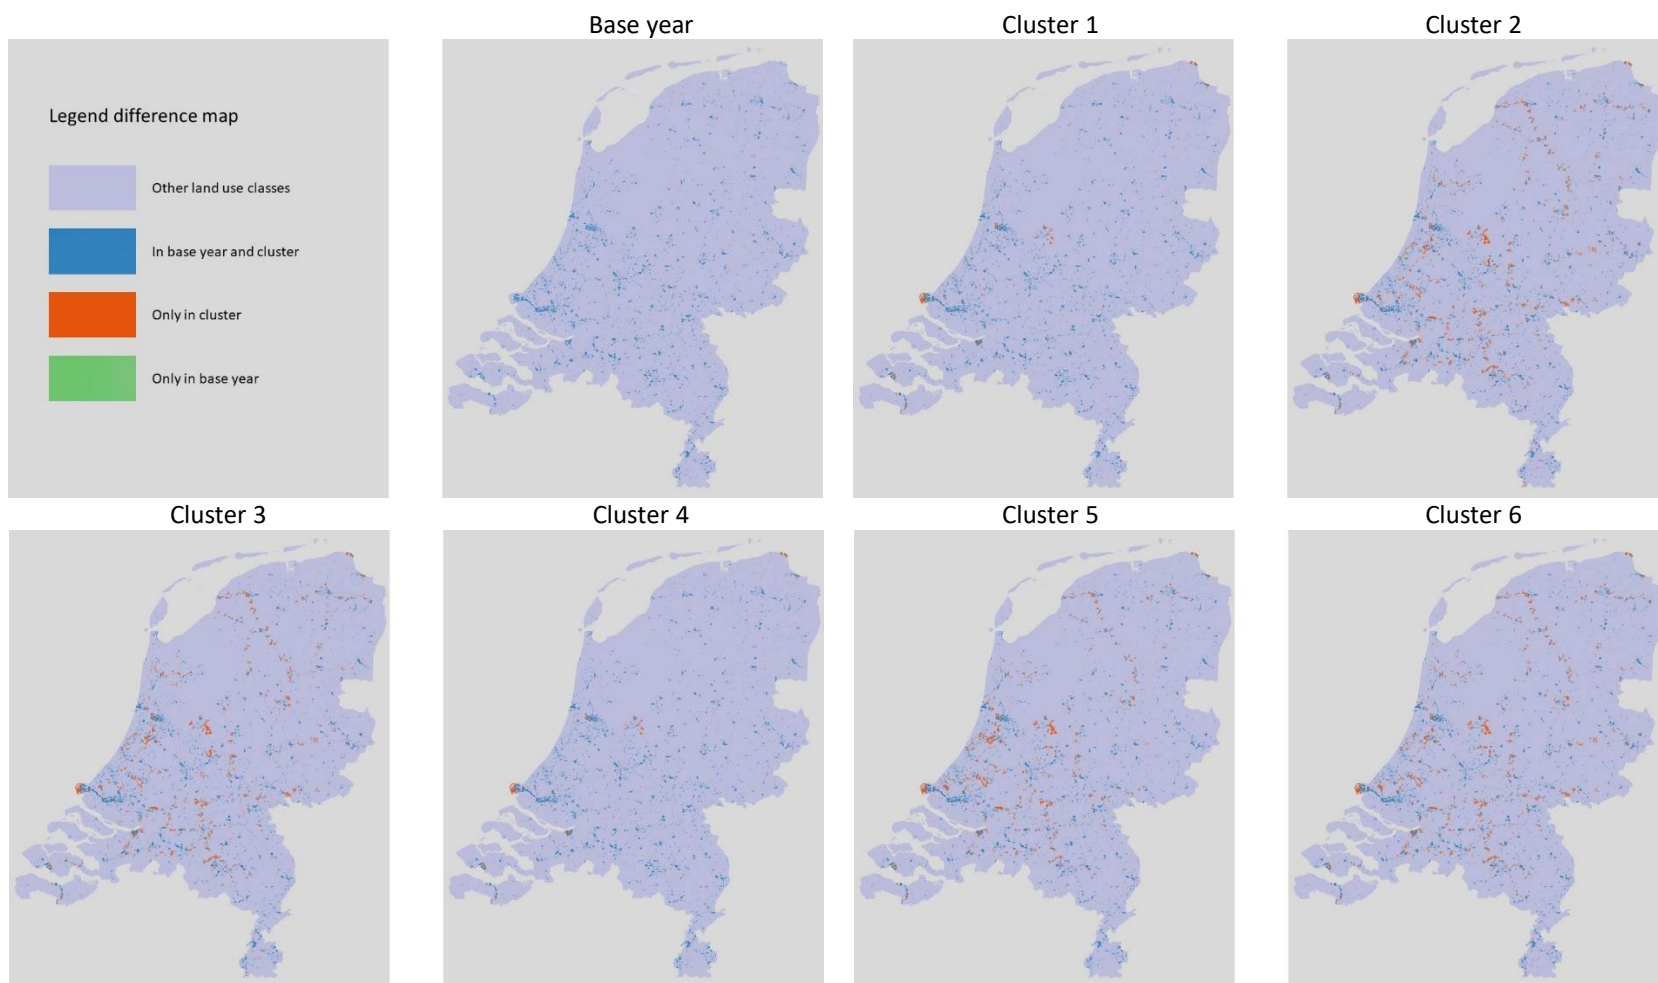 Base year
Cluster 1
Cluster 2
Legend difference map
Other land use classes
In base year and cluster
Only in cluster
Only in base year
Cluster 3
Cluster 4
Cluster 5
Cluster 6